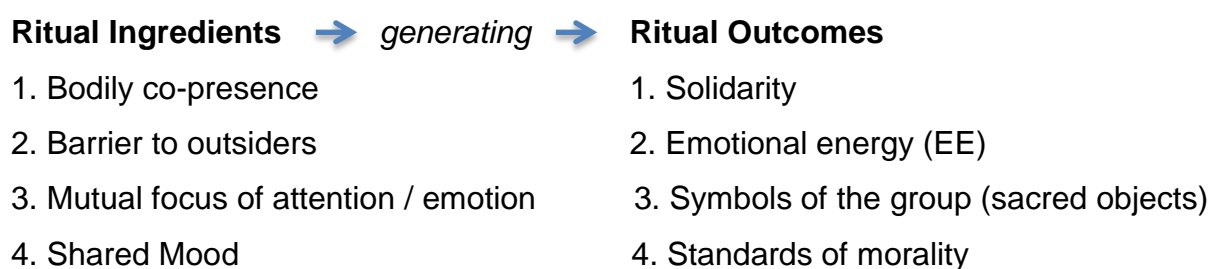 Ritual Ingredients generating Ritual Outcomes
1. Bodily co-presence 1. Solidarity
2. Barrier to outsiders 2. Emotional energy (EE)
3. Mutual focus of attention / emotion 3. Symbols of the group (sacred objects)
4. Shared Mood 4. Standards of morality